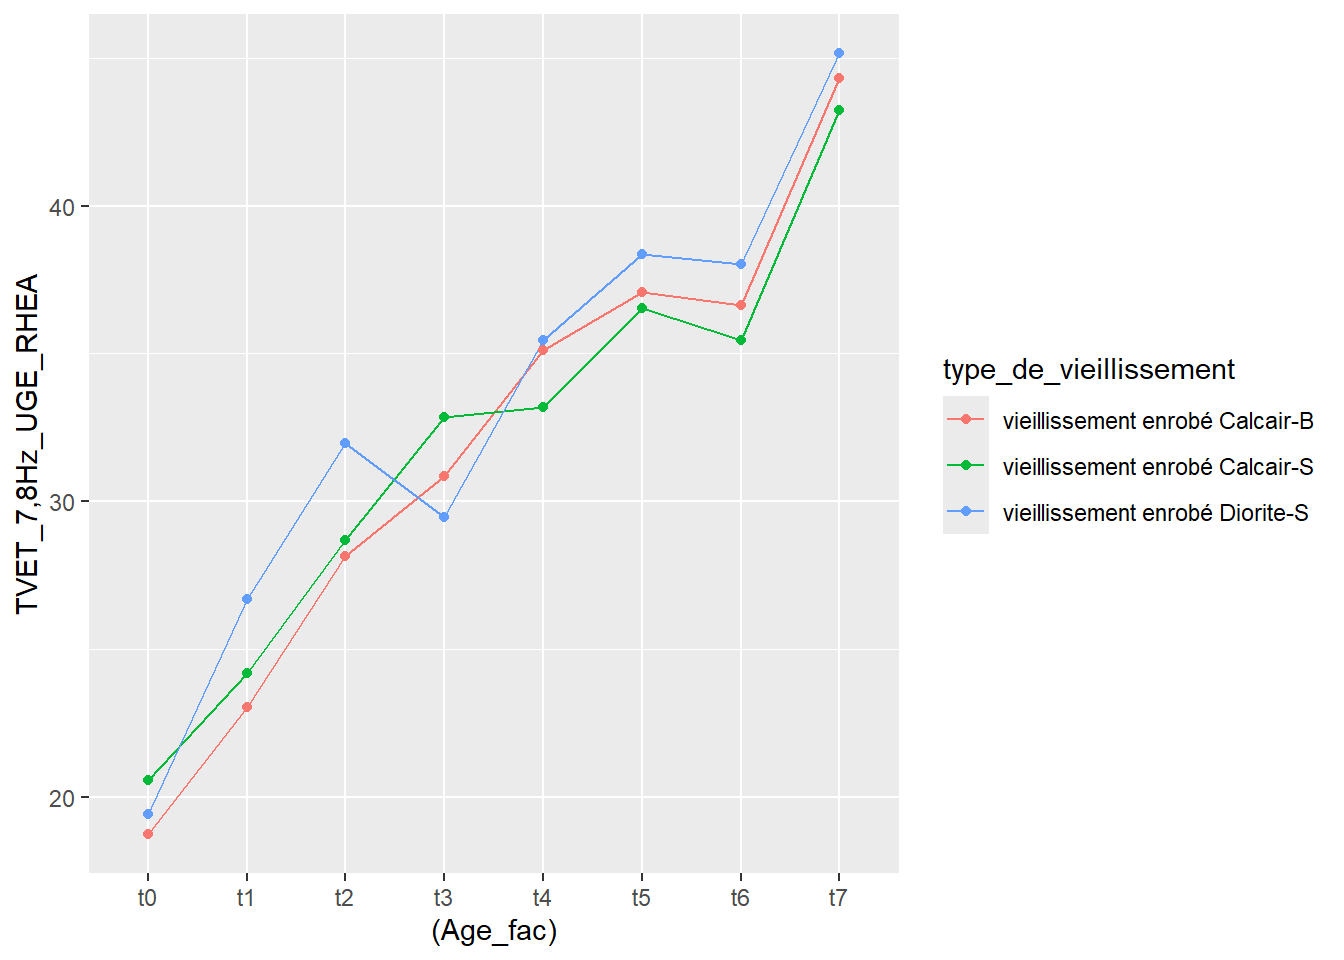 TVET_7,8Hz_UGE_RHEA
40
30
20
t0 t1 t2 t3 t4 t5 t6 t7
(Age_fac)
type_de_vieillissement
vieillissement enrobé Calcair-B
vieillissement enrobé Calcair-S
vieillissement enrobé Diorite-S